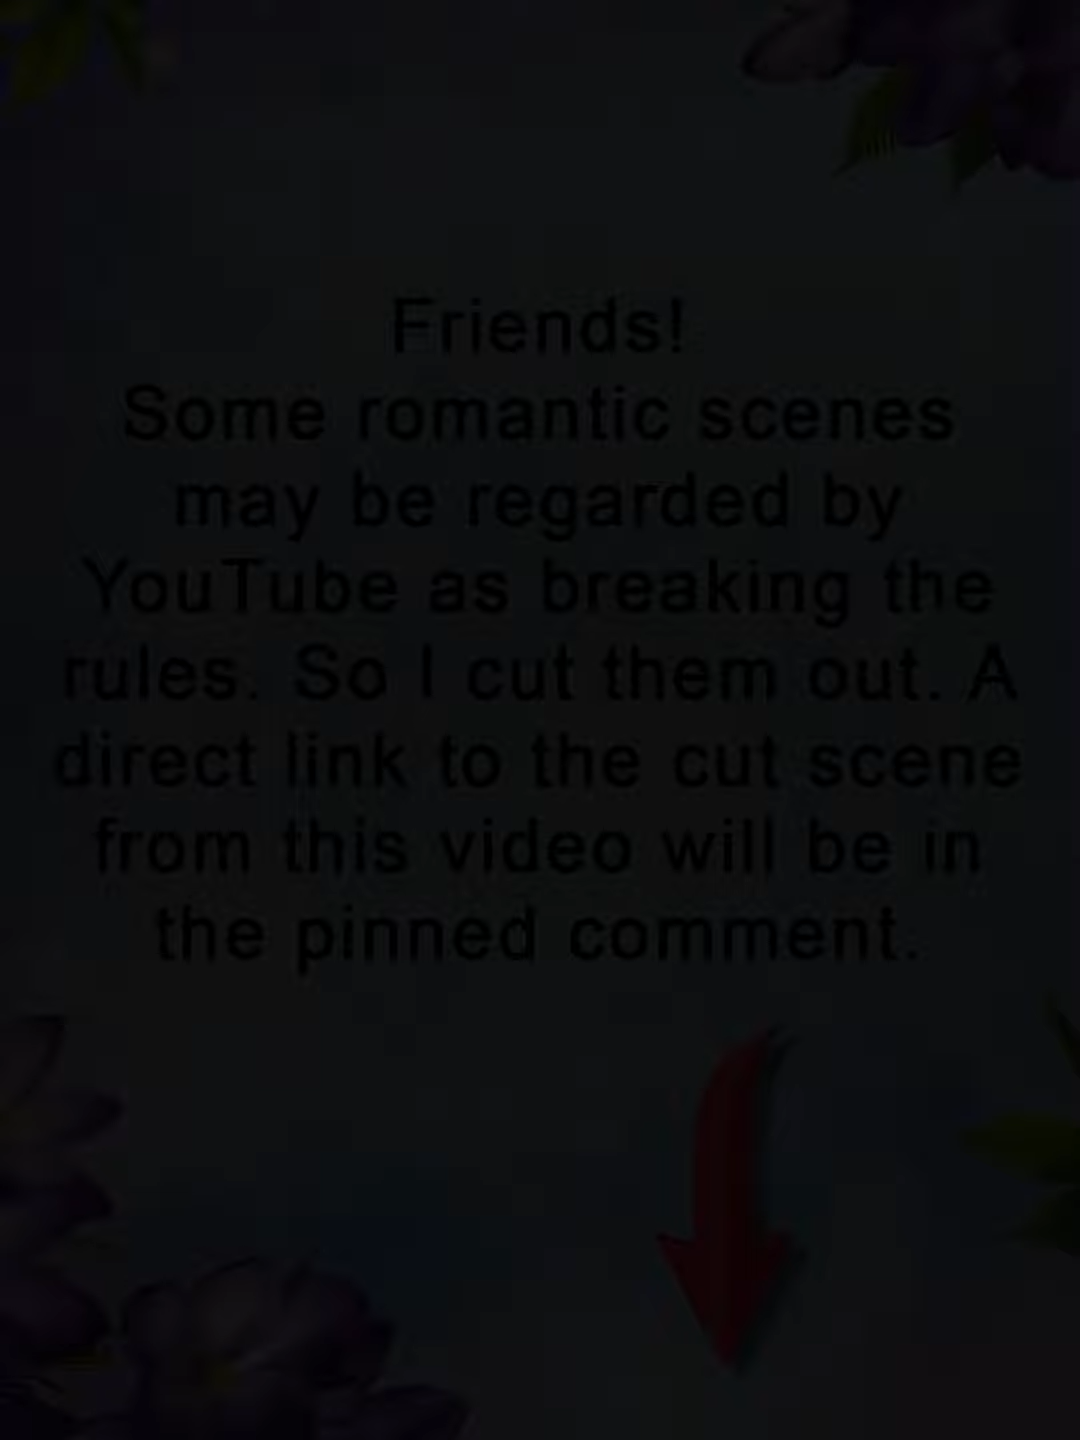 Friends!
Some romantic scenes
may be regarded by
YouTube as breaking the
rules. So I cut them out. A
direct link to the cut scene
from this video will be in
the pinned comment.